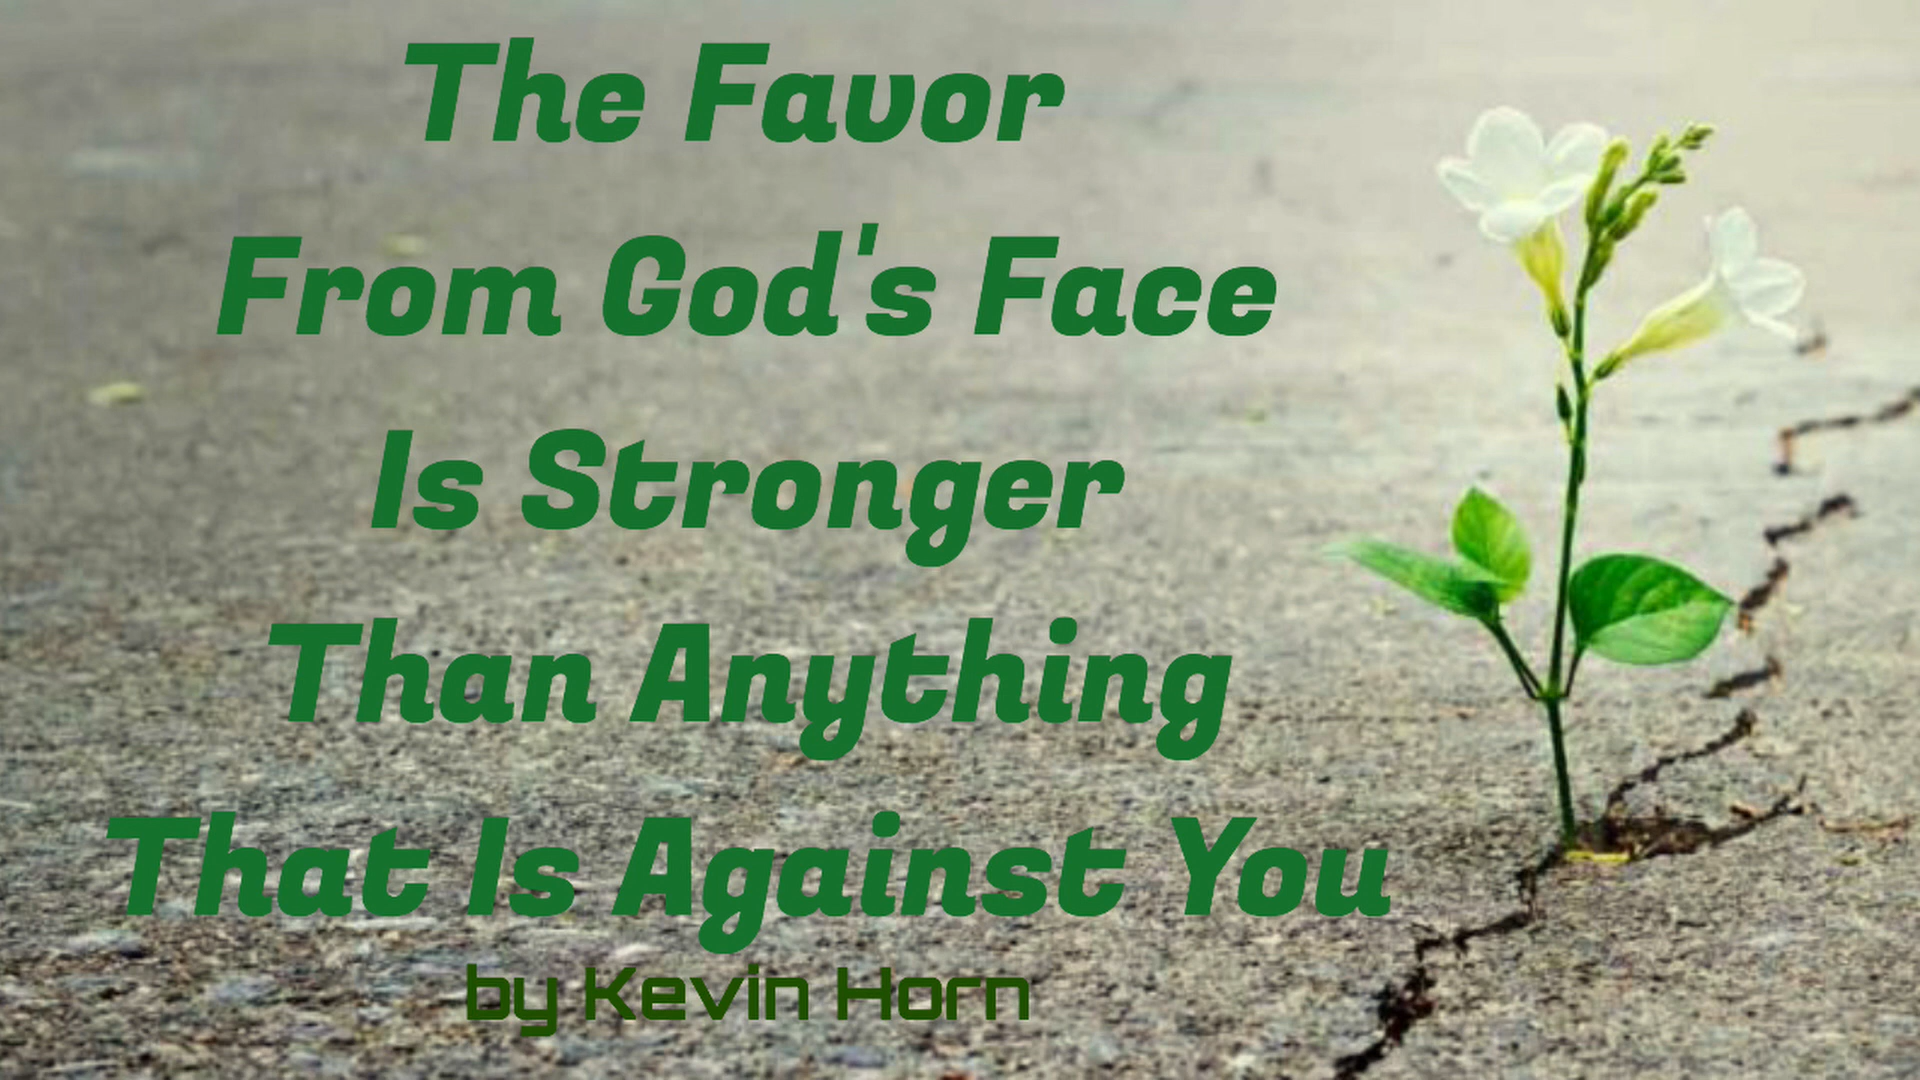 The Favor
From God's Face
Is Stronger
Than Anything
That Is Against You
by Kevin Horn